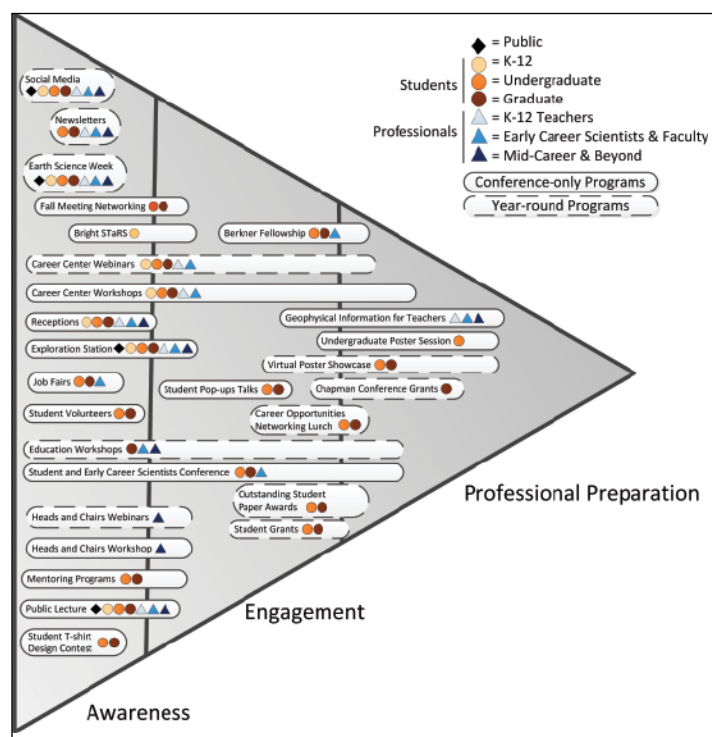 = Public
= K-12
Students
= Undergraduate
= Graduate
= K-12 Teachers
Professionals
= Early Career Scientists & Faculty
= Mid-Career & Beyond
Conference-only Programs
Year-round Programs
Social Media
Newsletters
Earth Science Week
Fall Meeting Networking
Bright STaRS
Berkner Fellowship
Career Center Webinars
Career Center Workshops
Receptions
Geophysical Information for Teachers
Exploration Station
Undergraduate Poster Session
Virtual Poster Showcase
Job Fairs
Student Pop-ups Talks
Chapman Conference Grants
Student Volunteers
Career Opportunities
Networking Lurch
Education Workshops
Student and Early Career Scientists Conference
Outstanding Student
Paper Awards
Heads and Chairs Webinars
Student Grants
Heads and Chairs Workshop
Mentoring Programs
Public Lecture
Student T-shirt
Design Contest
Professional Preparation
Engagement
Awareness